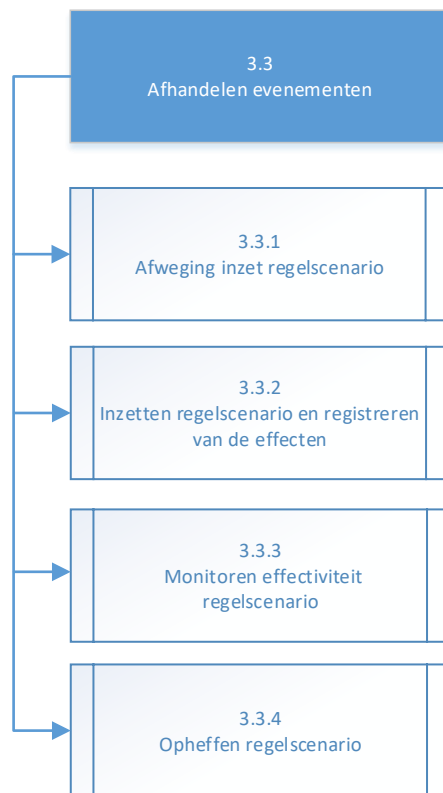 3.3
Afhandelen evenementen
3.3.1
Afweging inzet regelscenario
3.3.2
Inzetten regelscenario en registreren
van de effecten
3.3.3
Monitoren effectiviteit
regelscenario
3.3.4
Opheffen regelscenario